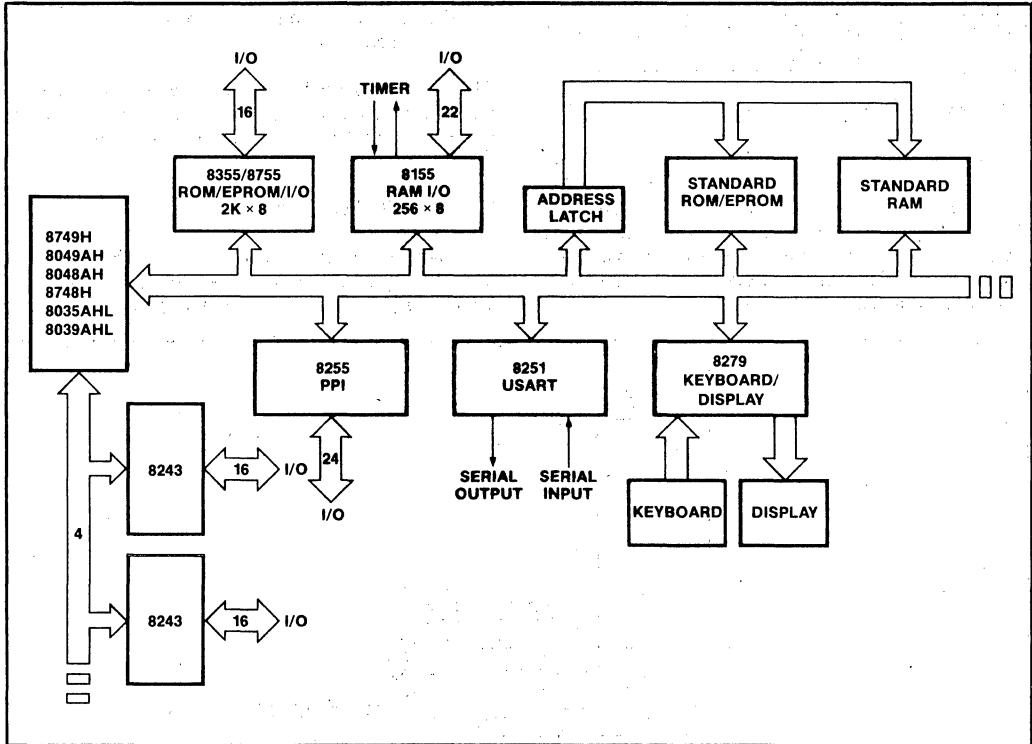 I/O
16
TIMER
I/O
22
8355/8755
ROM/EPROM/I/O
2K × 8
8155
RAM I/O
256 × 8
ADDRESS
LATCH
STANDARD
ROM/EPROM
STANDARD
RAM
8749H
8049AH
8048AH
8748H
8035AHL
8039AHL
8255
PPI
24
I/O
8251
USART
SERIAL
OUTPUT
SERIAL
INPUT
8279
KEYBOARD/
DISPLAY
KEYBOARD
DISPLAY
4
8243
16
I/O
8243
16
I/O